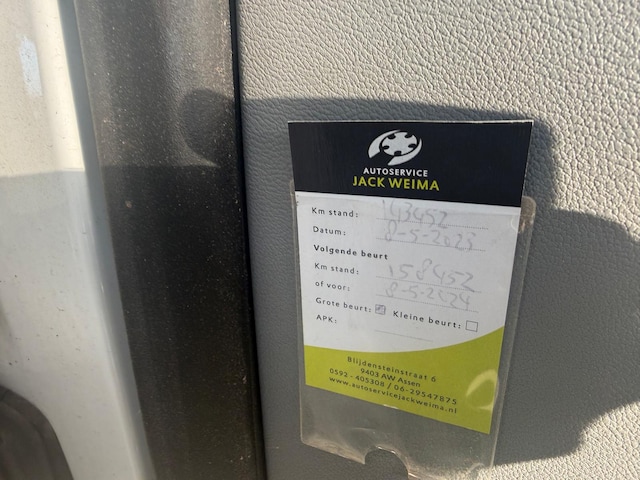 AUTOSERVICE
JACK WEIMA
Km stand: 143452
Datum: 8-5-2023
Volgende beurt
Km stand: 158452
of voor: 8-5-2024
Grote beurt: Kleine beurt:
APK:
Blijdensteinstraat 6
9403 AW Assen
0592 - 405308 / 06-29547875
www.autoservicejackweima.nl